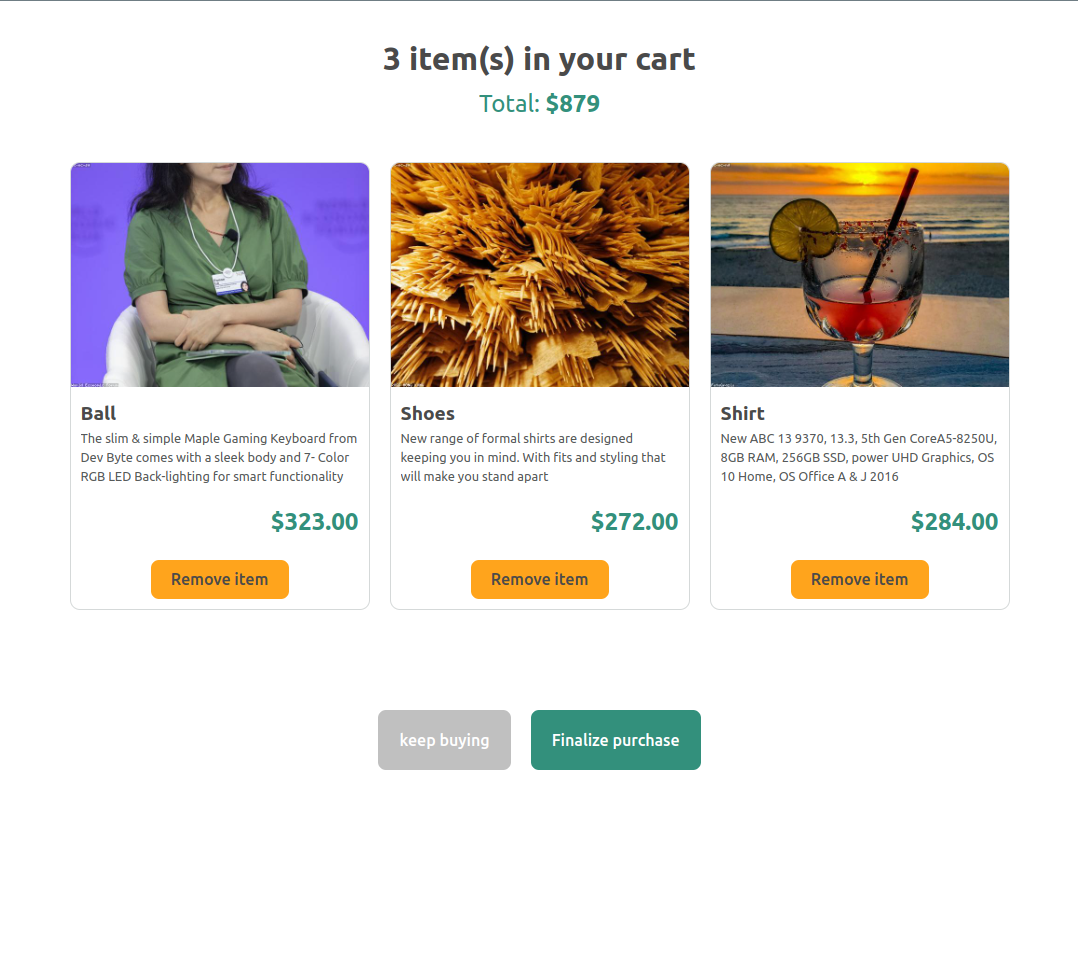 3 item(s) in your cart
Total: $879
Ball
The slim & simple Maple Gaming Keyboard from
Dev Byte comes with a sleek body and 7- Color
RGB LED Back-lighting for smart functionality
$323.00
Remove item
Shoes
New range of formal shirts are designed
keeping you in mind. With fits and styling that
will make you stand apart
$272.00
Remove item
Shirt
New ABC 13 9370, 13.3, 5th Gen CoreA5-8250U,
8GB RAM, 256GB SSD, power UHD Graphics, OS
10 Home, OS Office A & J 2016
$284.00
Remove item
keep buying
Finalize purchase